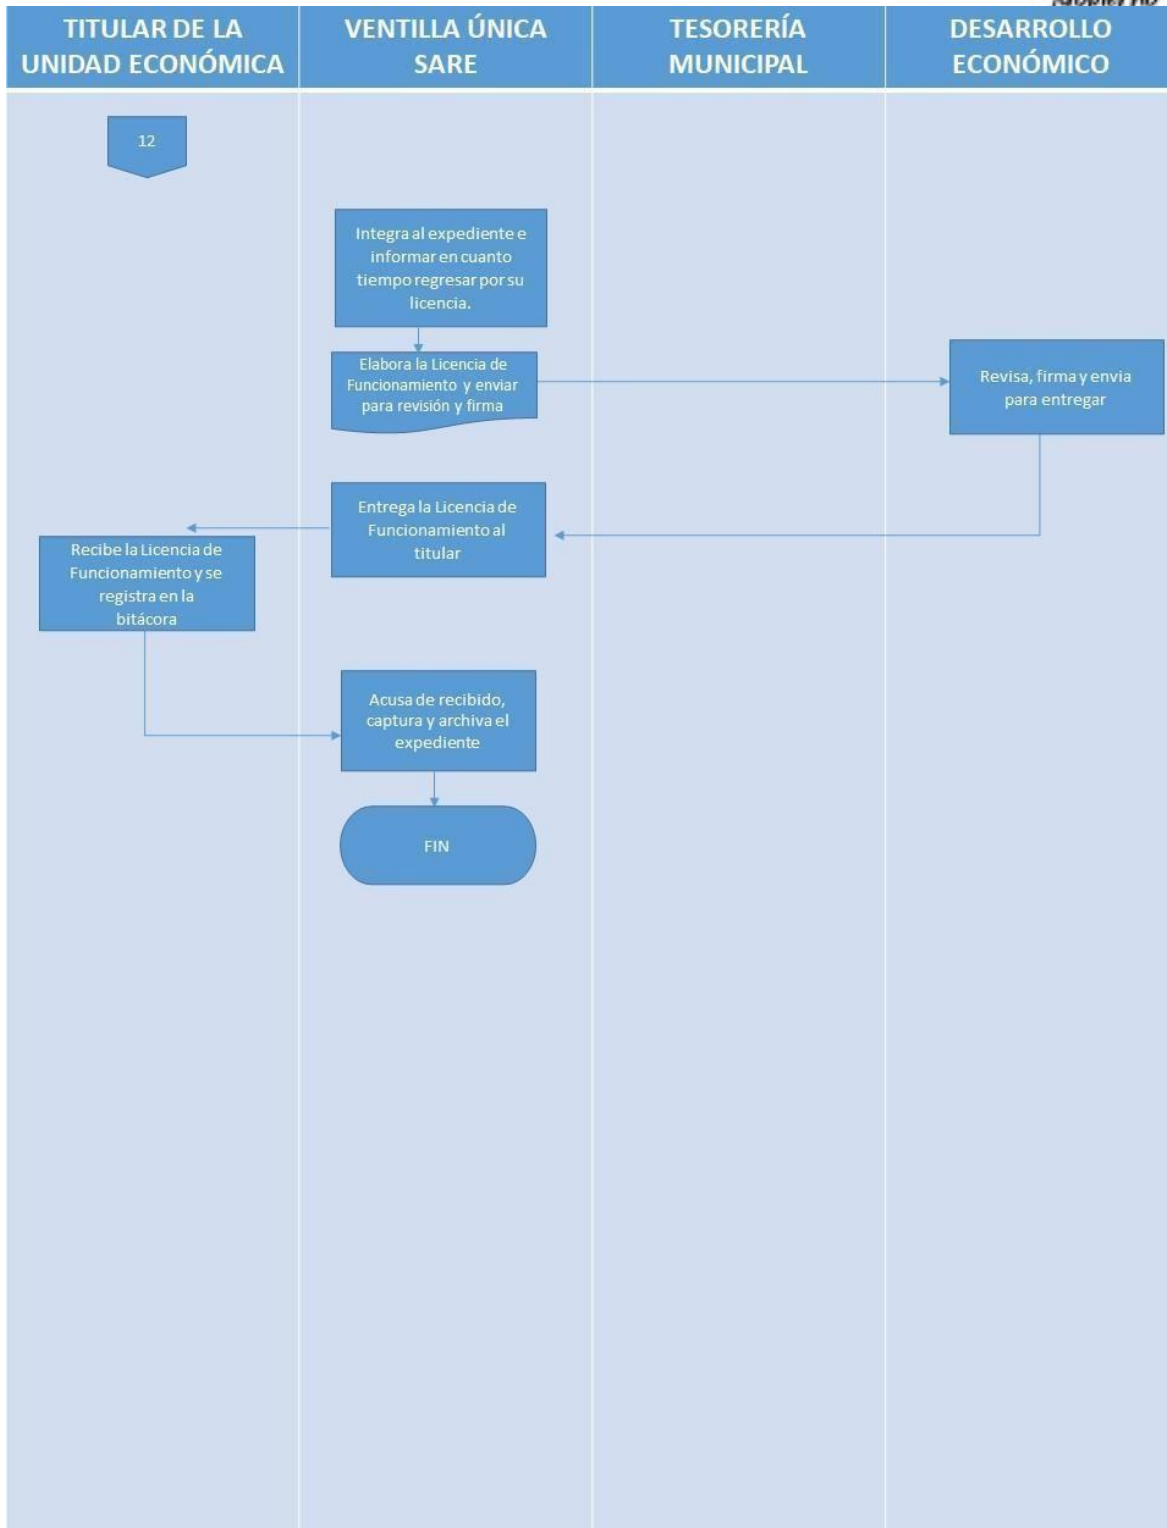 TITULAR DE LA
UNIDAD ECONÓMICA
VENTILLA ÚNICA
SARE
TESORERÍA
MUNICIPAL
DESARROLLO
ECONÓMICO
12
Integra al expediente e
informar en cuanto
tiempo regresar por su
licencia.
Elabora la Licencia de
Funcionamiento y enviar
para revisión y firma
Revisa, firma y envia
para entregar
Entrega la Licencia de
Funcionamiento al
titular
Recibe la Licencia de
Funcionamiento y se
registra en la
bitácora
Acusa de recibido,
captura y archiva el
expediente
FIN